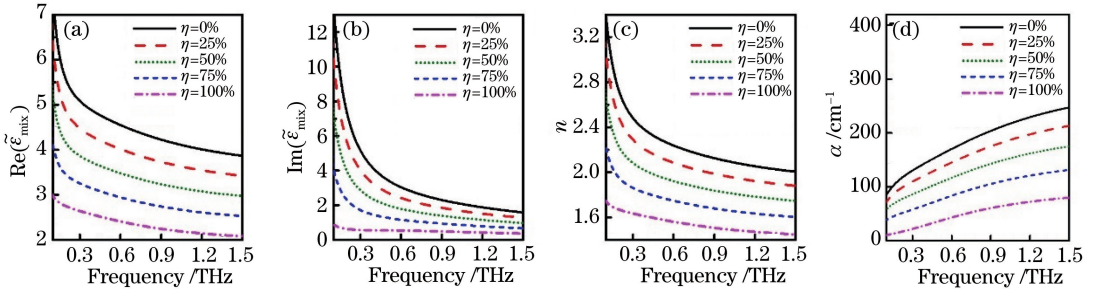 (a)
Re(ε̃mix)
7
6
5
4
3
2
η=0%
η=25%
η=50%
η=75%
η=100%
0.3 0.6 0.9 1.2 1.5
Frequency /THz
(b)
Im(ε̃mix)
12
10
8
6
4
2
0
η=0%
η=25%
η=50%
η=75%
η=100%
0.3 0.6 0.9 1.2 1.5
Frequency /THz
(c)
n
3.2
2.8
2.4
2.0
1.6
η=0%
η=25%
η=50%
η=75%
η=100%
0.3 0.6 0.9 1.2 1.5
Frequency /THz
(d)
α /cm⁻¹
400
300
200
100
0
η=0%
η=25%
η=50%
η=75%
η=100%
0.3 0.6 0.9 1.2 1.5
Frequency /THz